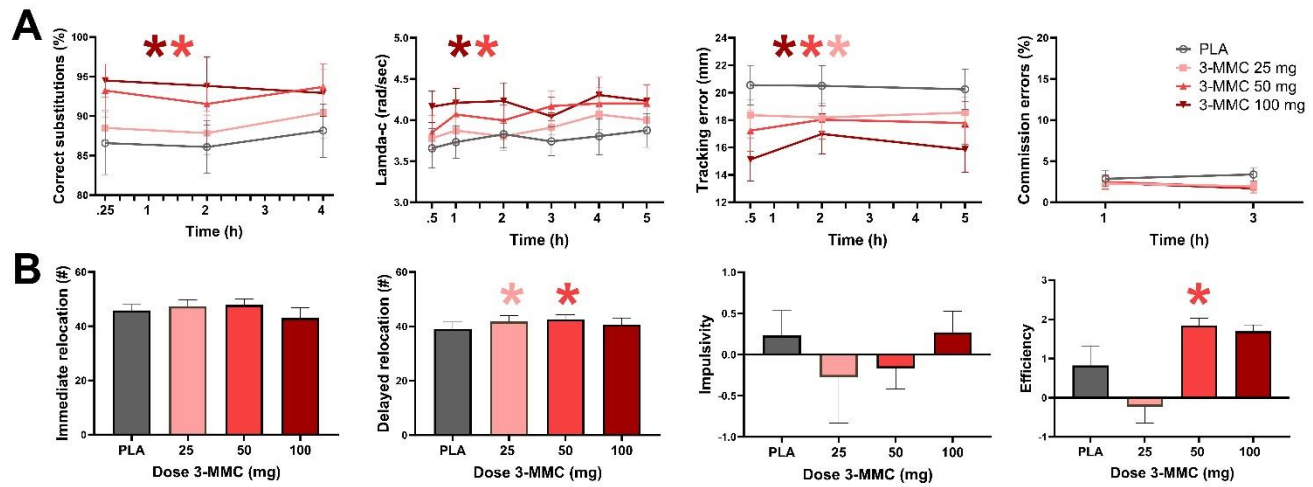 A
Correct substitutions (%)
100
95
90
85
80
.25
1
2
3
4
Time (h)
**
Lamda-c (rad/sec)
5.0
4.5
4.0
3.5
3.0
.5
1
2
3
4
5
Time (h)
**
Tracking error (mm)
24
22
20
18
16
14
12
.5
1
2
3
4
5
Time (h)
***
Commission errors (%)
20
15
10
5
0
1
3
Time (h)
PLA
3-MMC 25 mg
3-MMC 50 mg
3-MMC 100 mg
B
Immediate relocation (#)
60
40
20
0
PLA 25 50 100
Dose 3-MMC (mg)
Delayed relocation (#)
60
40
20
0
* *
PLA 25 50 100
Dose 3-MMC (mg)
Impulsivity
1.0
0.5
0.0
-0.5
-1.0
PLA 25 50 100
Dose 3-MMC (mg)
Efficiency
3
2
1
0
-1
*
PLA 25 50 100
Dose 3-MMC (mg)